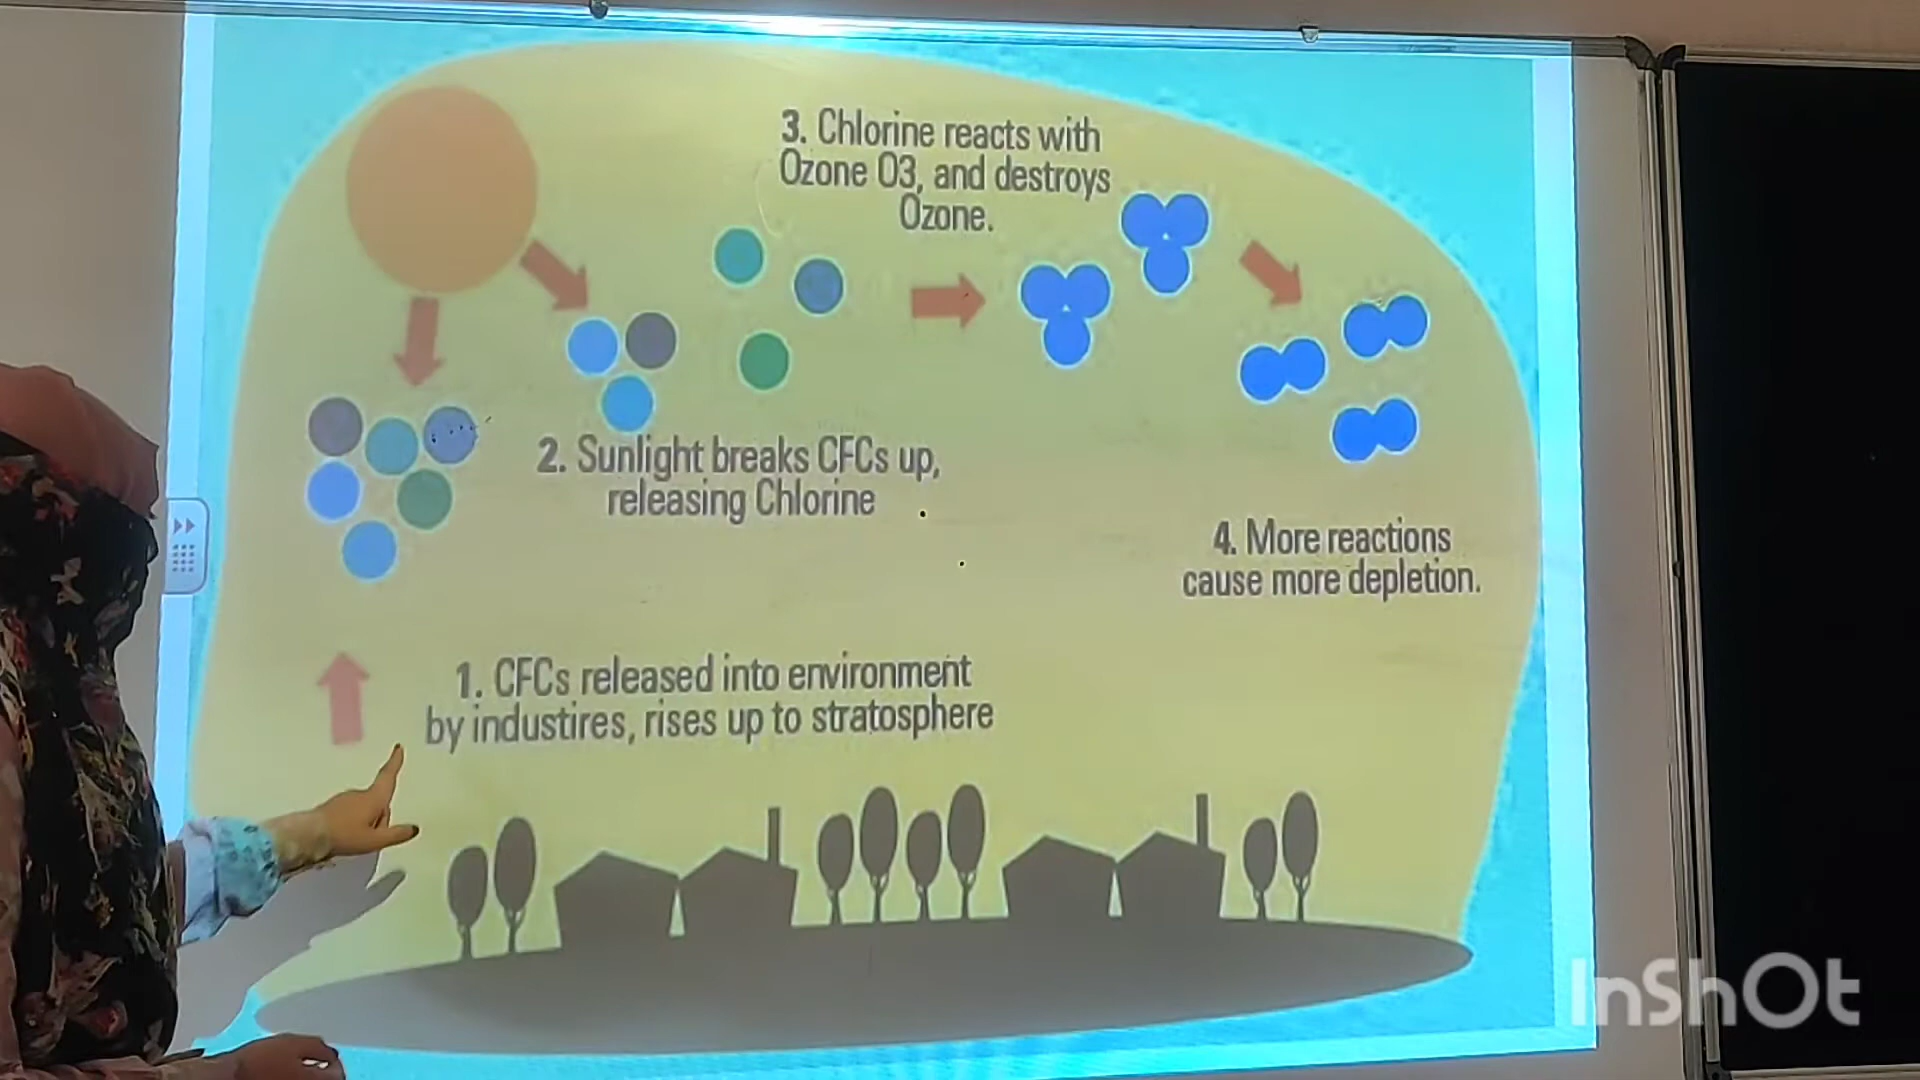 3. Chlorine reacts with
Ozone O3, and destroys
Ozone.
2. Sunlight breaks CFCs up,
releasing Chlorine
4. More reactions
cause more depletion.
1. CFCs released into environment
by industires, rises up to stratosphere
InShOt